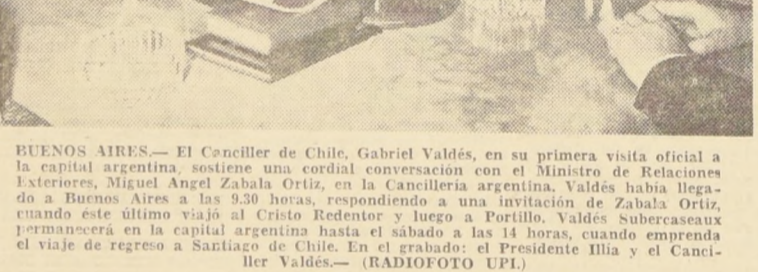 BUENOS AIRES.— El Canciller de Chile, Gabriel Valdés, en su primera visita oficial a
la capital argentina, sostiene una cordial conversación con el Ministro de Relaciones
Exteriores, Miguel Angel Zabala Ortiz, en la Cancillería argentina. Valdés había llega-
do a Buenos Aires a las 9.30 horas, respondiendo a una invitación de Zabala Ortiz,
cuando éste último viajó al Cristo Redentor y luego a Portillo. Valdés Subercaseaux
permanecerá en la capital argentina hasta el sábado a las 14 horas, cuando emprenda
el viaje de regreso a Santiago de Chile. En el grabado: el Presidente Illia y el Canci-
ller Valdés.— (RADIOFOTO UPI.)